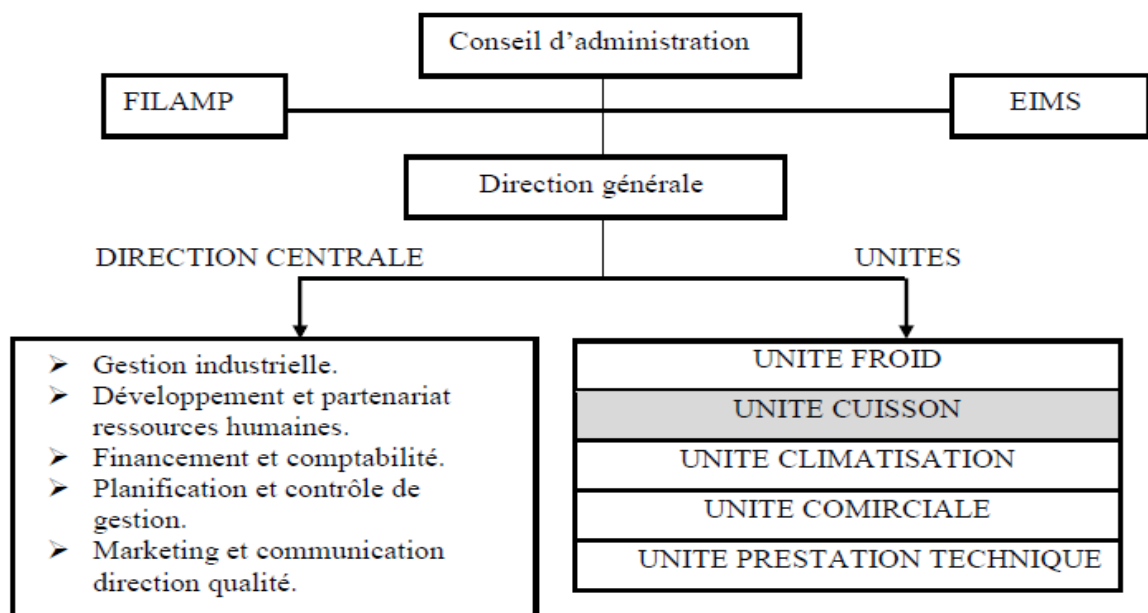 Conseil d'administration
FILAMP
EIMS
Direction générale
DIRECTION CENTRALE
UNITES
➢ Gestion industrielle.
➢ Développement et partenariat
ressources humaines.
➢ Financement et comptabilité.
➢ Planification et contrôle de
gestion.
➢ Marketing et communication
direction qualité.
UNITE FROID
UNITE CUISSON
UNITE CLIMATISATION
UNITE COMIRCIALE
UNITE PRESTATION TECHNIQUE